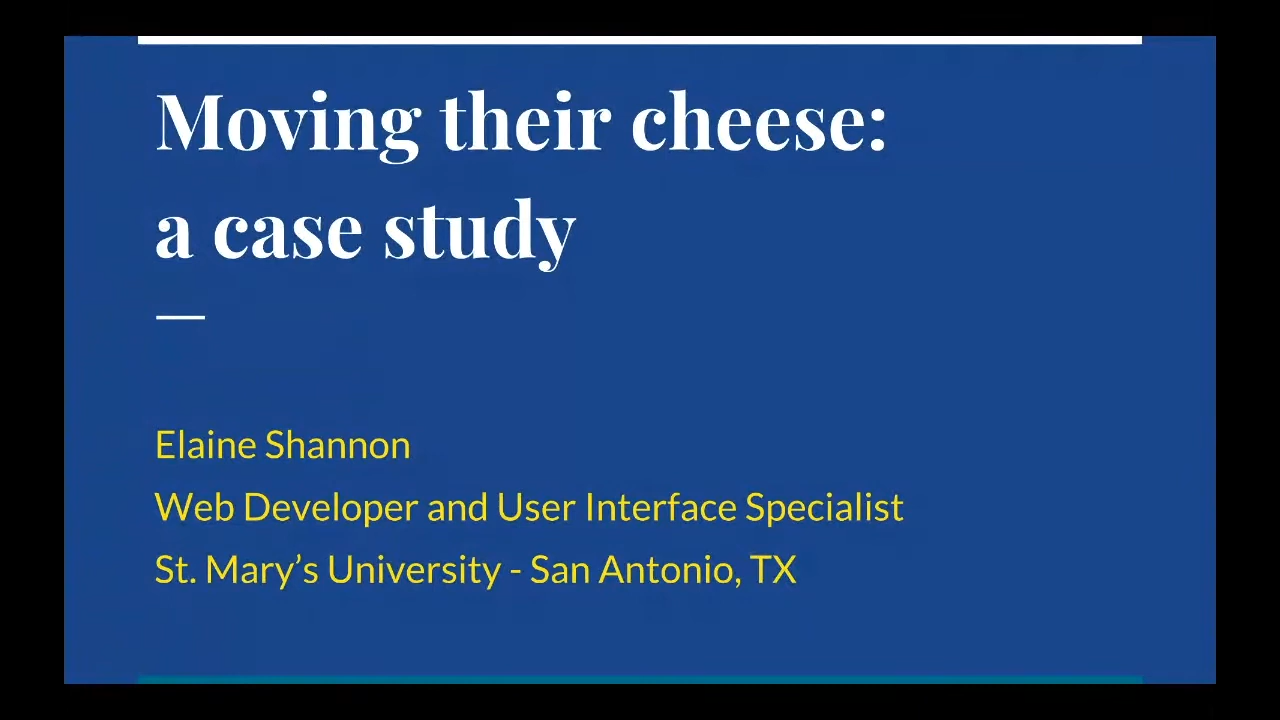 Moving their cheese:
a case study
Elaine Shannon
Web Developer and User Interface Specialist
St. Mary’s University - San Antonio, TX